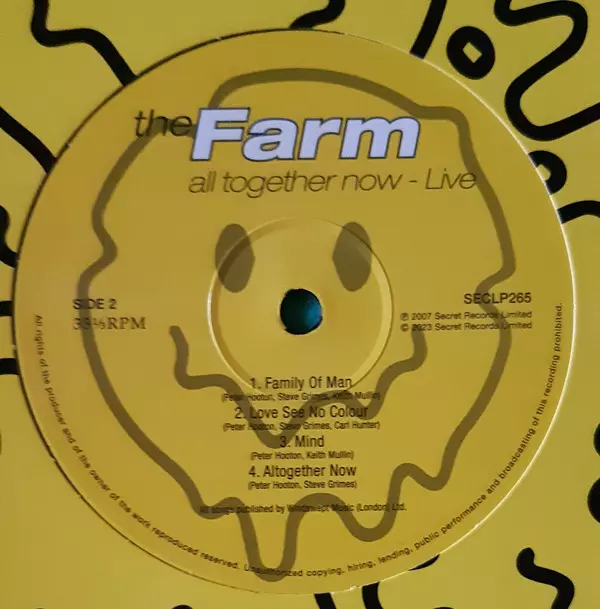 the Farm
all together now - Live
SIDE 2
33⅓RPM
SECLP265
℗ 2007 Secret Records Limited
© 2023 Secret Records Limited
1. Family Of Man
(Peter Hooton, Steve Grimes, Keith Mullin)
2. Love See No Colour
(Peter Hooton, Steve Grimes, Carl Hunter)
3. Mind
(Peter Hooton, Keith Mullin)
4. Altogether Now
(Peter Hooton, Steve Grimes)
All songs published by Windswept Music (London) Ltd.
All rights of the producer and of the owner of the work reproduced reserved. Unauthorized copying, hiring, lending, public performance and broadcasting of this recording prohibited.